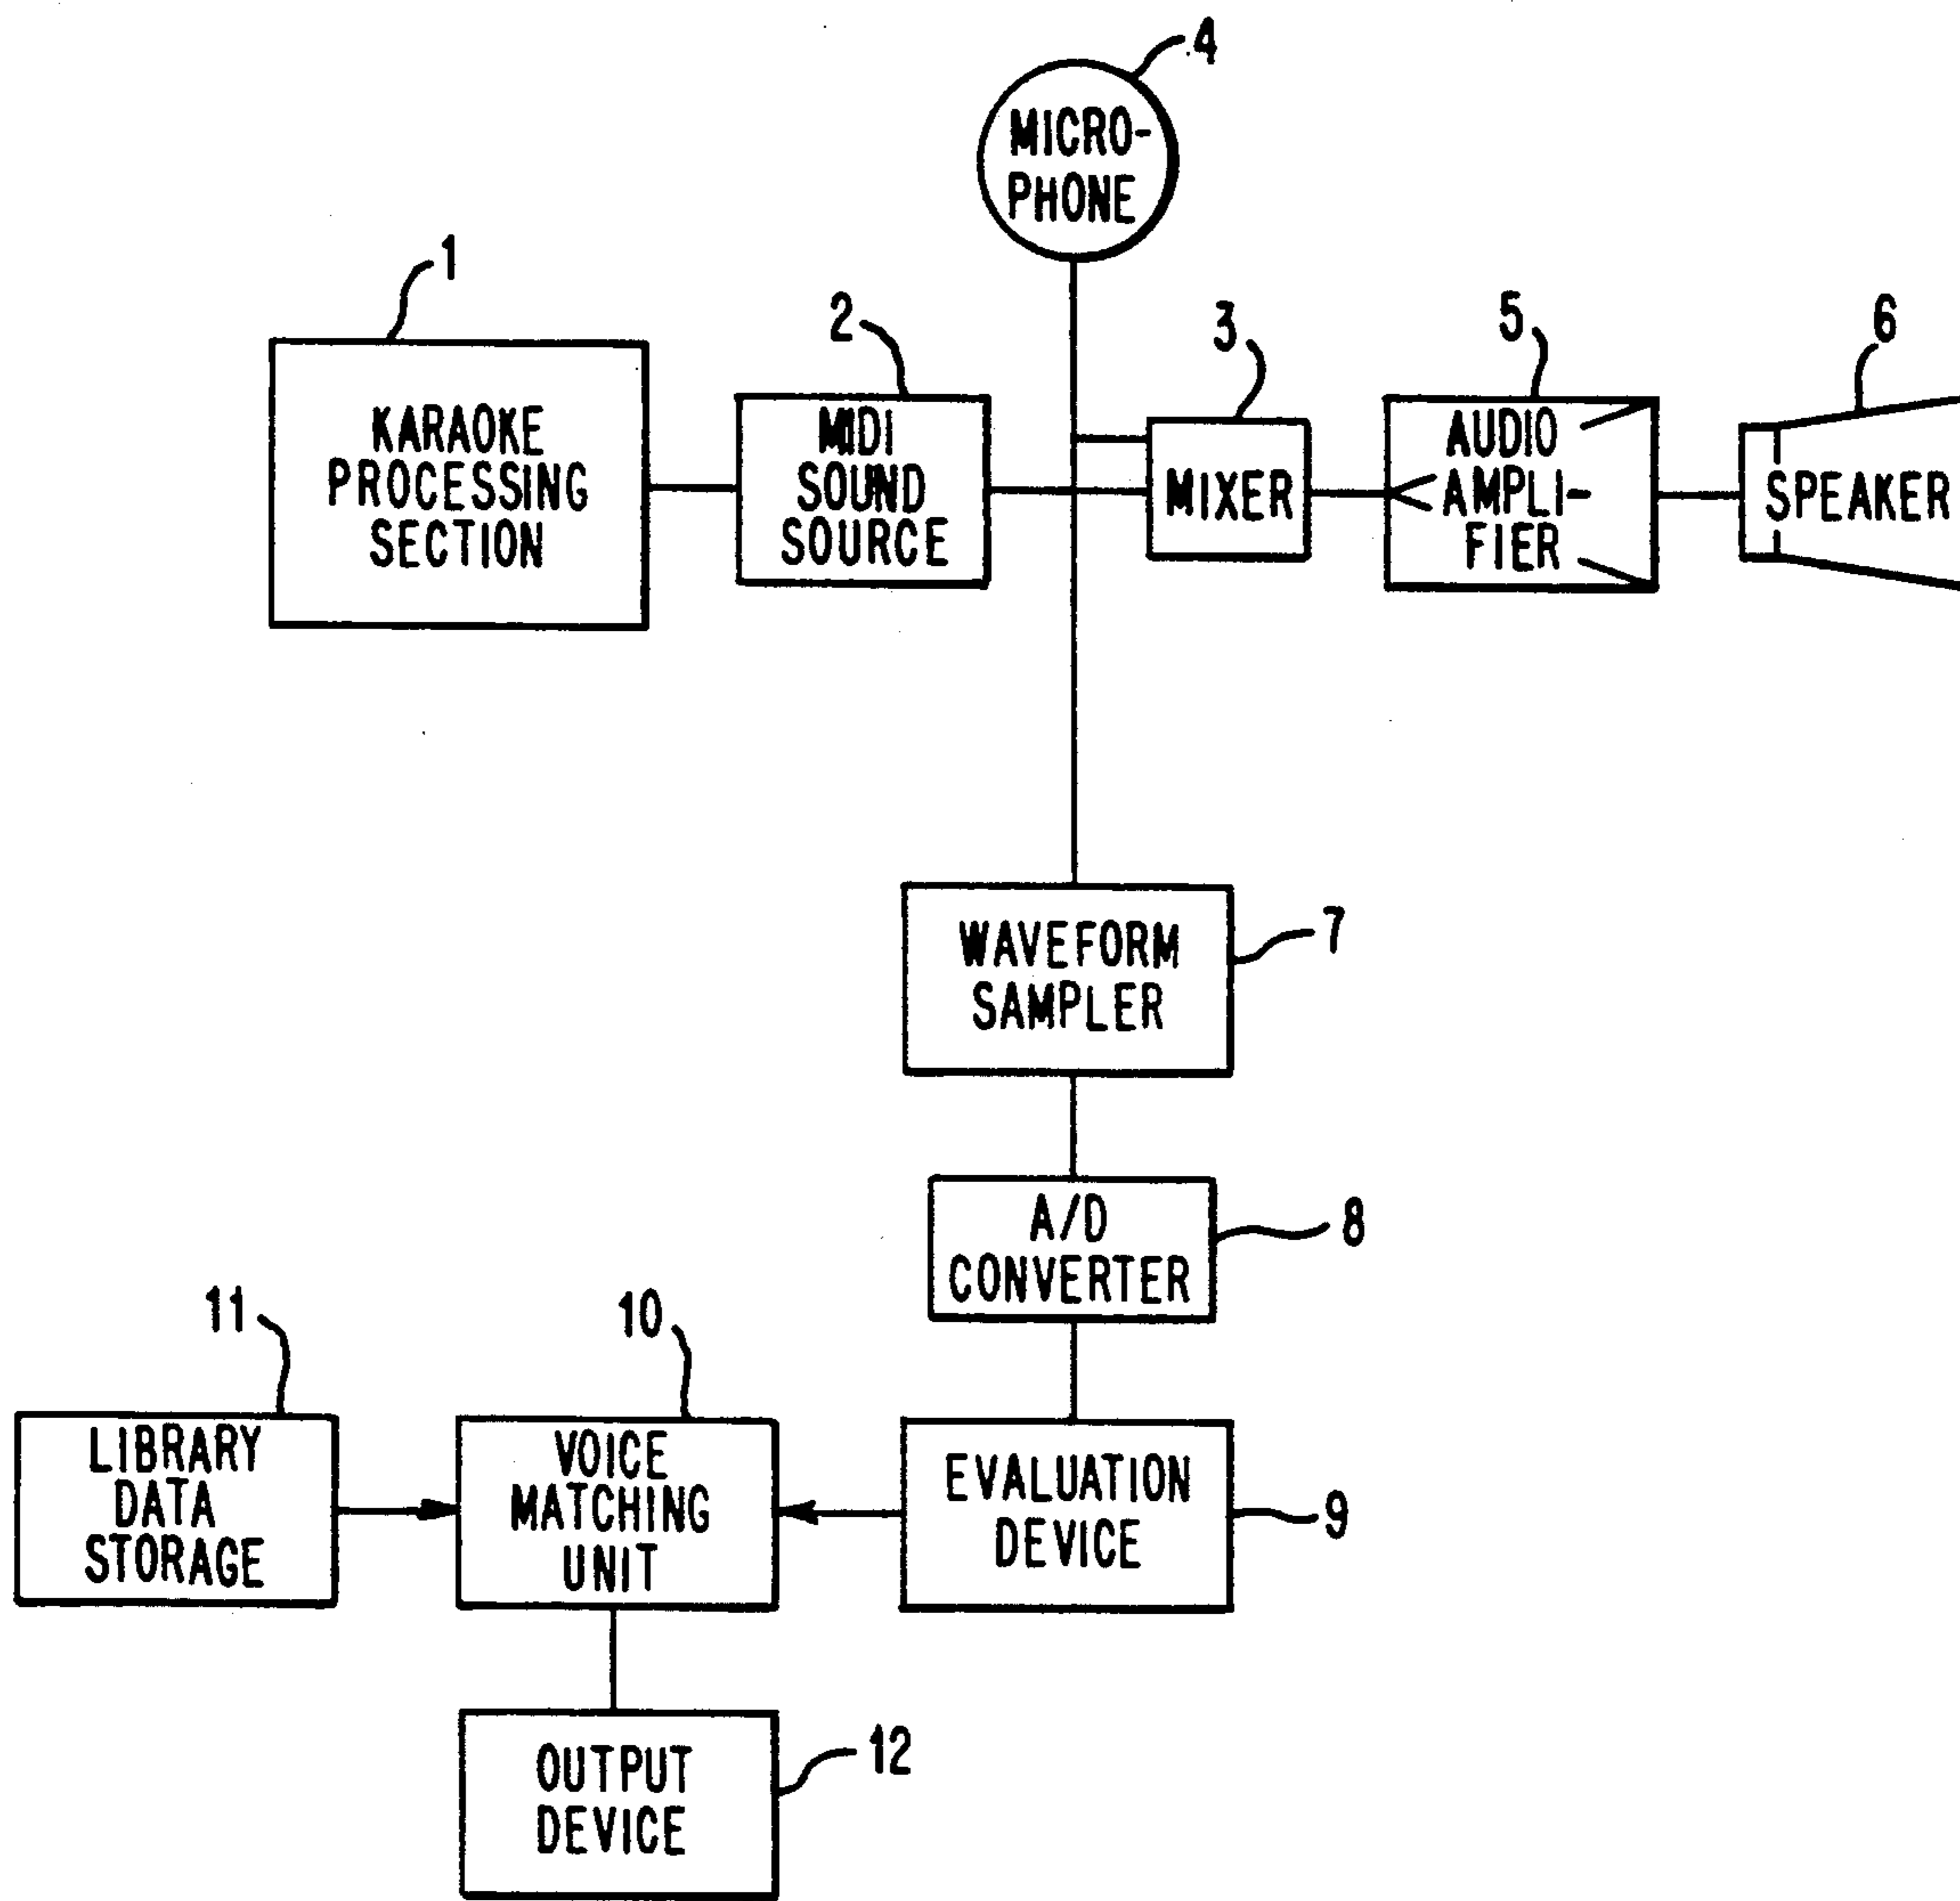 4
MICRO-
PHONE
1
KARAOKE
PROCESSING
SECTION
2
MIDI
SOUND
SOURCE
3
MIXER
5
AUDIO
AMPLI-
FIER
6
SPEAKER
WAVEFORM
SAMPLER
7
A/D
CONVERTER
8
11
LIBRARY
DATA
STORAGE
10
VOICE
MATCHING
UNIT
EVALUATION
DEVICE
9
OUTPUT
DEVICE
12